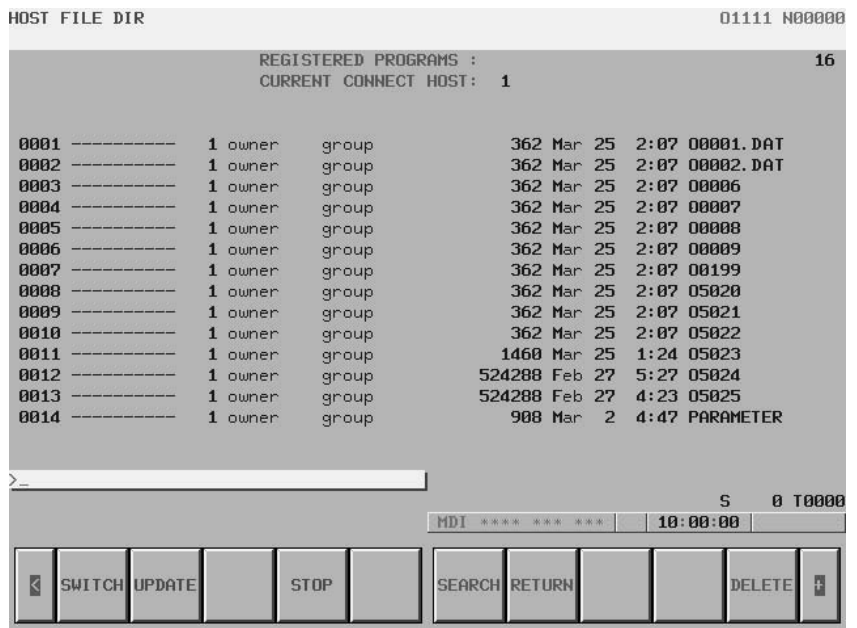 HOST FILE DIR O1111 N00000
REGISTERED PROGRAMS : 16
CURRENT CONNECT HOST: 1
0001 ---------- 1 owner group 362 Mar 25 2:07 O0001.DAT
0002 ---------- 1 owner group 362 Mar 25 2:07 O0002.DAT
0003 ---------- 1 owner group 362 Mar 25 2:07 O0006
0004 ---------- 1 owner group 362 Mar 25 2:07 O0007
0005 ---------- 1 owner group 362 Mar 25 2:07 O0008
0006 ---------- 1 owner group 362 Mar 25 2:07 O0009
0007 ---------- 1 owner group 362 Mar 25 2:07 O0199
0008 ---------- 1 owner group 362 Mar 25 2:07 O5020
0009 ---------- 1 owner group 362 Mar 25 2:07 O5021
0010 ---------- 1 owner group 362 Mar 25 2:07 O5022
0011 ---------- 1 owner group 1460 Mar 25 1:24 O5023
0012 ---------- 1 owner group 524288 Feb 27 5:27 O5024
0013 ---------- 1 owner group 524288 Feb 27 4:23 O5025
0014 ---------- 1 owner group 908 Mar 2 4:47 PARAMETER
>_
S 0 T0000
MDI **** *** *** 10:00:00
< SWITCH UPDATE STOP SEARCH RETURN DELETE +